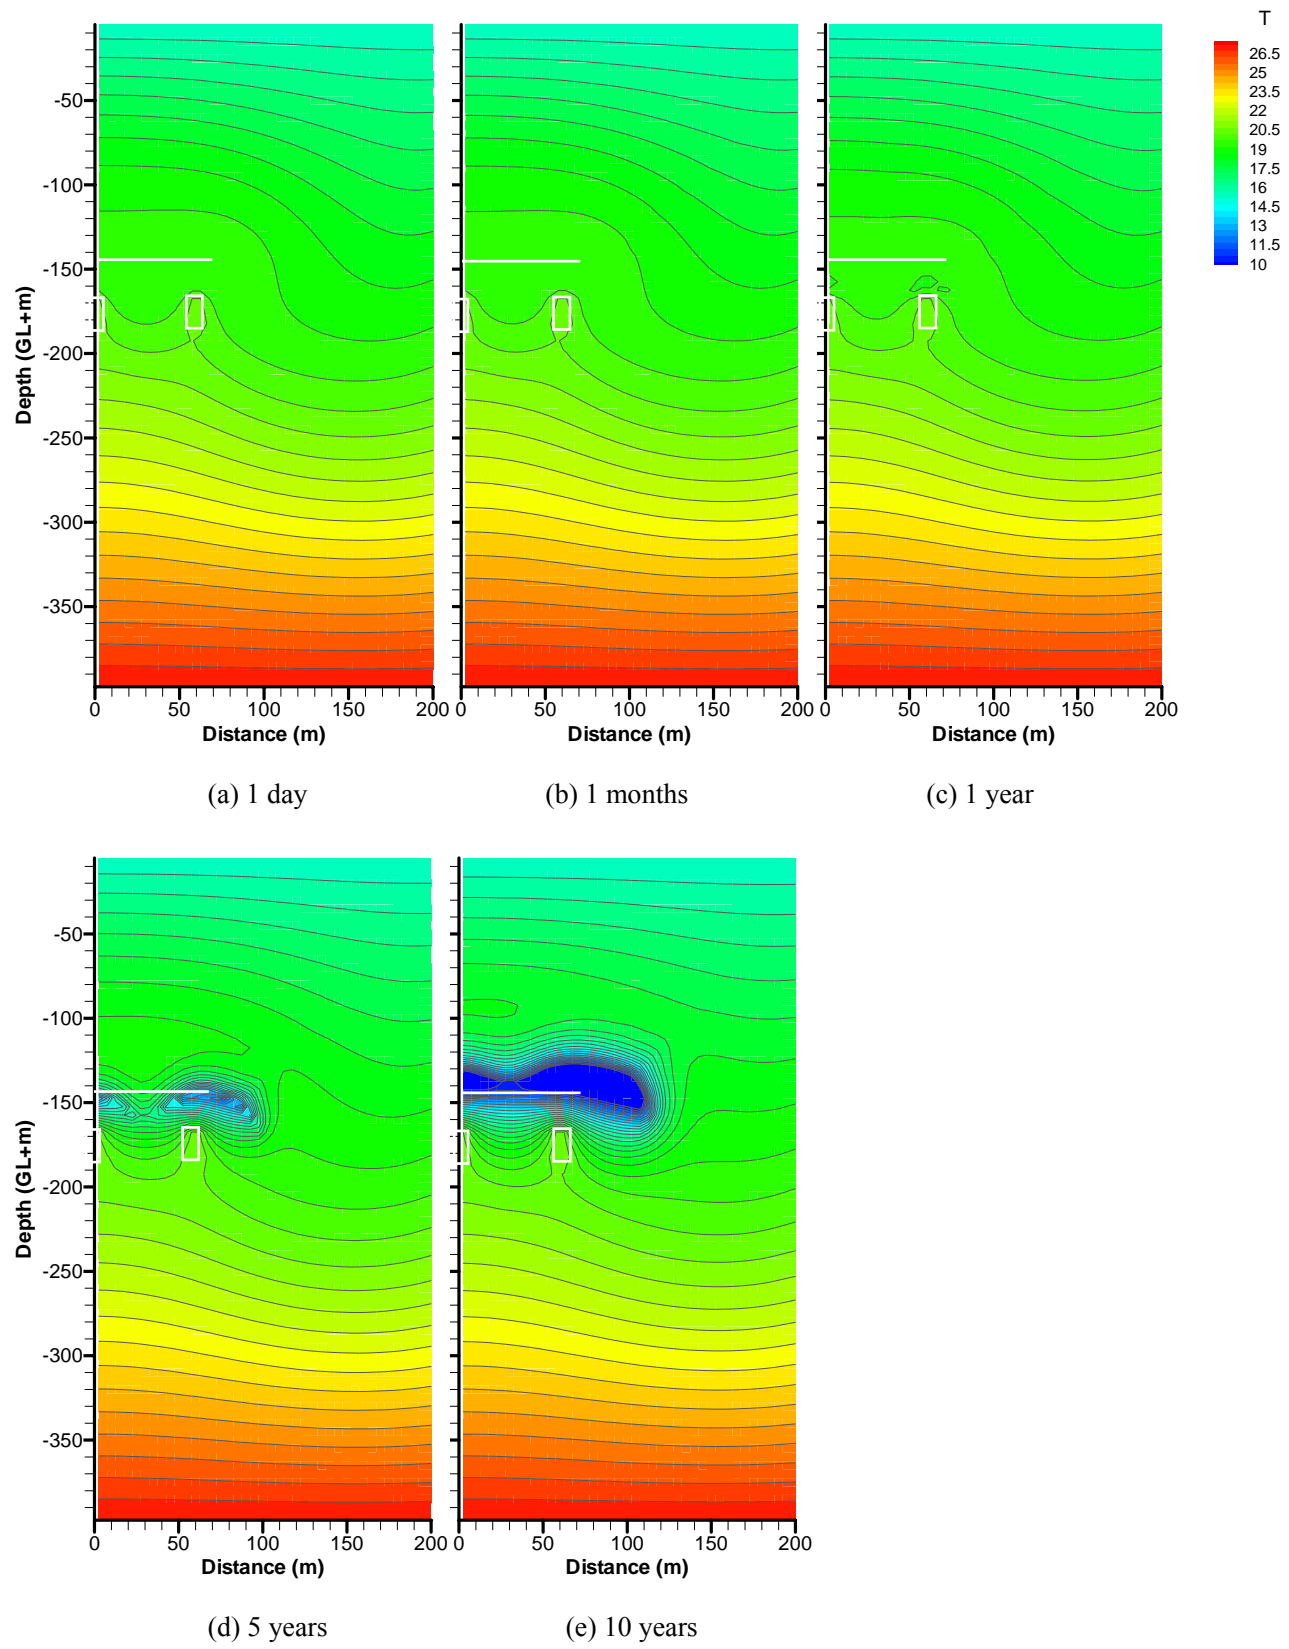 T
26.5
25
23.5
22
20.5
19
17.5
16
14.5
13
11.5
10
Depth (GL+m)
-50
-100
-150
-200
-250
-300
-350
0 50 100 150 200 0 50 100 150 200 0 50 100 150 200
Distance (m) Distance (m) Distance (m)
(a) 1 day (b) 1 months (c) 1 year
Depth (GL+m)
-50
-100
-150
-200
-250
-300
-350
0 50 100 150 200 0 50 100 150 200
Distance (m) Distance (m)
(d) 5 years (e) 10 years